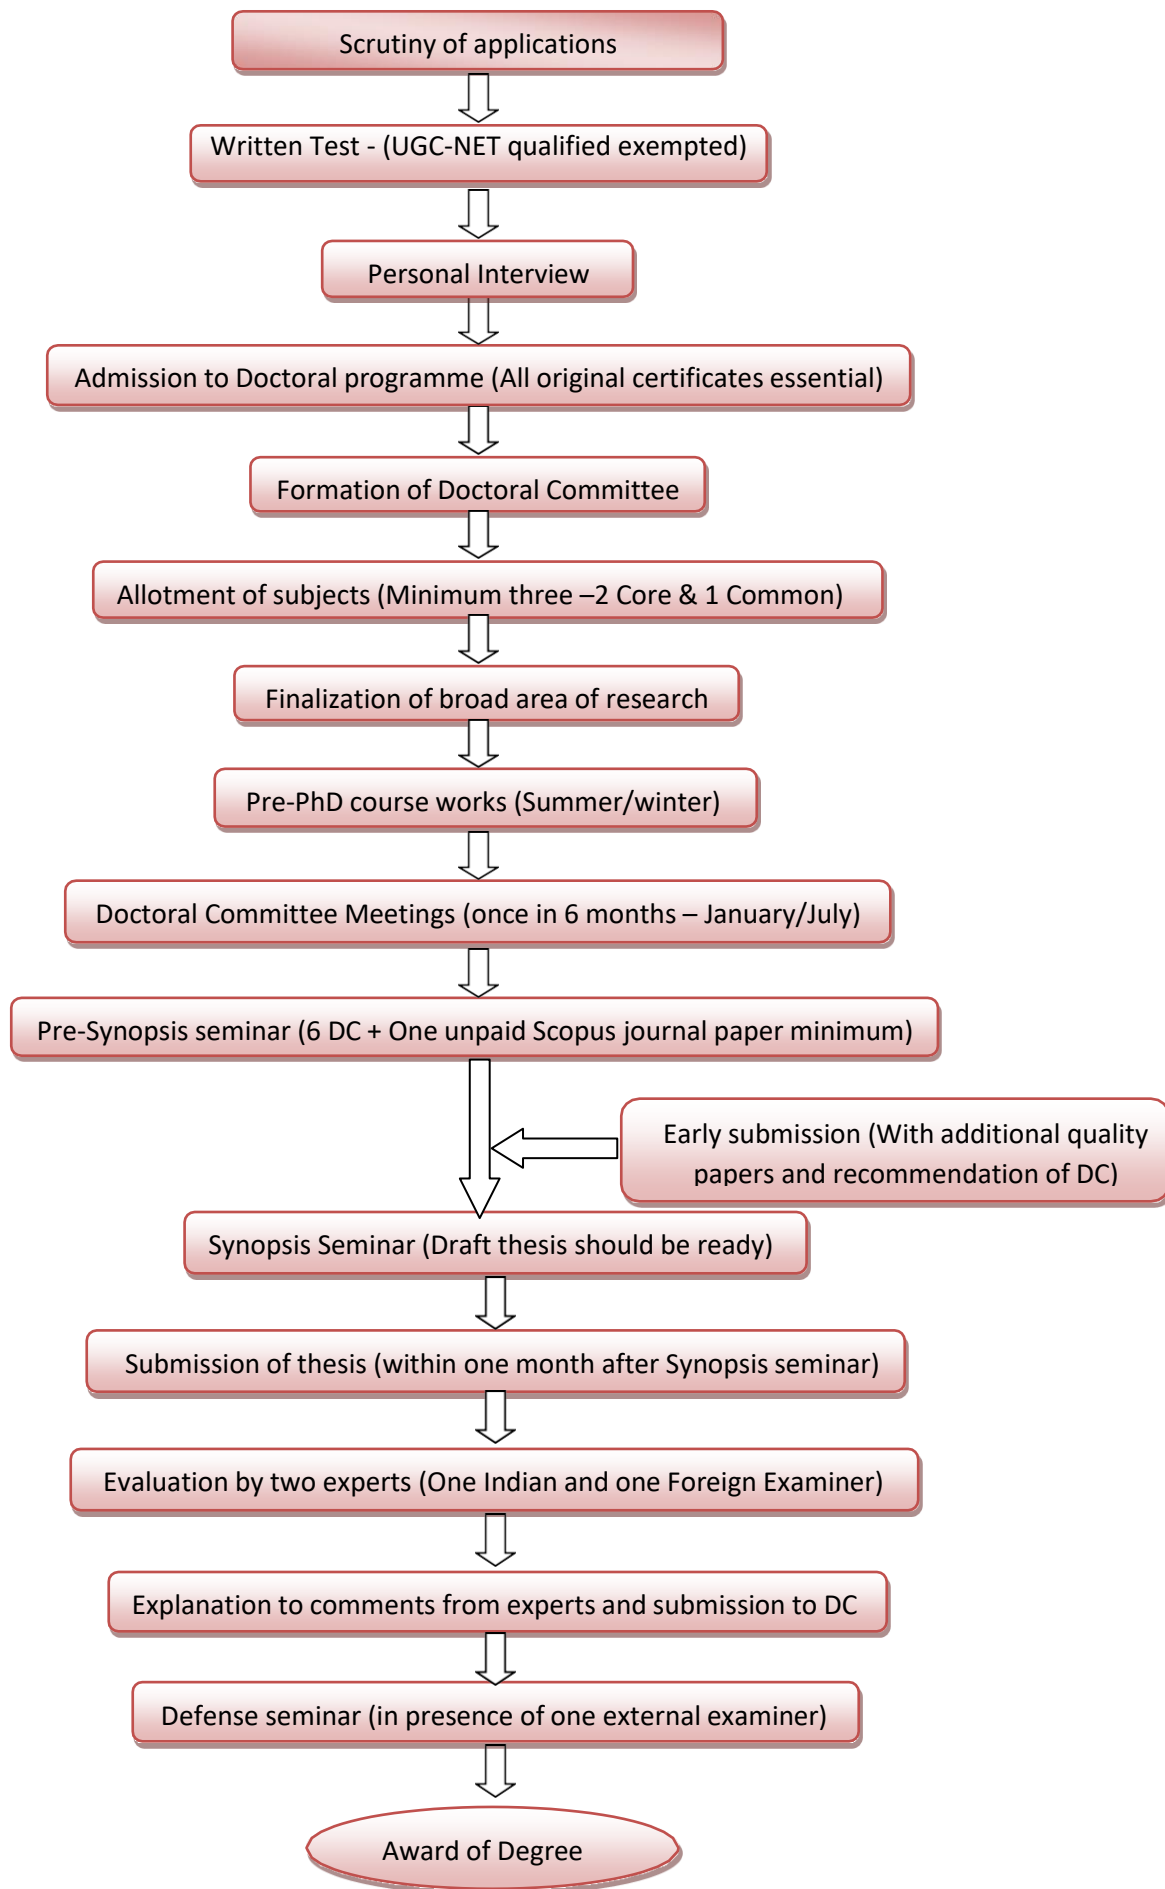 Scrutiny of applications
Written Test - (UGC-NET qualified exempted)
Personal Interview
Admission to Doctoral programme (All original certificates essential)
Formation of Doctoral Committee
Allotment of subjects (Minimum three –2 Core & 1 Common)
Finalization of broad area of research
Pre-PhD course works (Summer/winter)
Doctoral Committee Meetings (once in 6 months – January/July)
Pre-Synopsis seminar (6 DC + One unpaid Scopus journal paper minimum)
Early submission (With additional quality
papers and recommendation of DC)
Synopsis Seminar (Draft thesis should be ready)
Submission of thesis (within one month after Synopsis seminar)
Evaluation by two experts (One Indian and one Foreign Examiner)
Explanation to comments from experts and submission to DC
Defense seminar (in presence of one external examiner)
Award of Degree